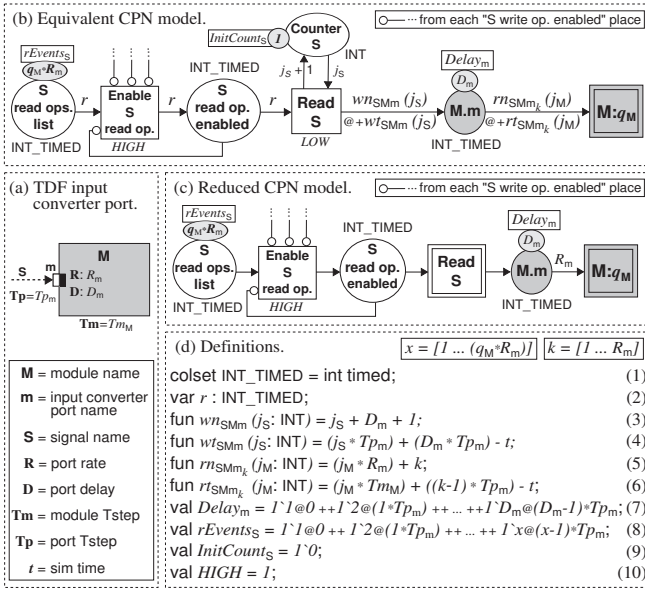 (b) Equivalent CPN model.
··· from each "S write op. enabled" place
rEvents_S
q_M*R_m
S
read ops.
list
INT_TIMED
r
Enable
S
read op.
HIGH
r
INT_TIMED
S
read op.
enabled
r
InitCount_S
1
Counter
S
INT
j_S + 1
j_S
Read
S
LOW
wn_SMm (j_S)
@+wt_SMm (j_S)
Delay_m
D_m
M.m
INT_TIMED
rn_SMm_k (j_M)
@+rt_SMm_k (j_M)
M:q_M
(a) TDF input
converter port.
M
S
m
R: R_m
D: D_m
Tp=Tp_m
Tm=Tm_M
M = module name
m = input converter
port name
S = signal name
R = port rate
D = port delay
Tm = module Tstep
Tp = port Tstep
t = sim time
(c) Reduced CPN model.
··· from each "S write op. enabled" place
rEvents_S
q_M*R_m
S
read ops.
list
INT_TIMED
Enable
S
read op.
HIGH
INT_TIMED
S
read op.
enabled
Read
S
Delay_m
D_m
M.m
INT_TIMED
R_m
M:q_M
(d) Definitions.
x = [1 ... (q_M*R_m)]
k = [1 ... R_m]
colset INT_TIMED = int timed; (1)
var r : INT_TIMED; (2)
fun wn_SMm (j_S: INT) = j_S + D_m + 1; (3)
fun wt_SMm (j_S: INT) = (j_S * Tp_m) + (D_m * Tp_m) - t; (4)
fun rn_SMm_k (j_M: INT) = (j_M * R_m) + k; (5)
fun rt_SMm_k (j_M: INT) = (j_M * Tm_M) + ((k-1) * Tp_m) - t; (6)
val Delay_m = 1`1@0 ++1`2@(1*Tp_m) ++ ... ++ 1`D_m@(D_m-1)*Tp_m; (7)
val rEvents_S = 1`1@0 ++ 1`2@(1*Tp_m) ++ ... ++ 1`x@(x-1)*Tp_m; (8)
val InitCount_S = 1`0; (9)
val HIGH = 1; (10)